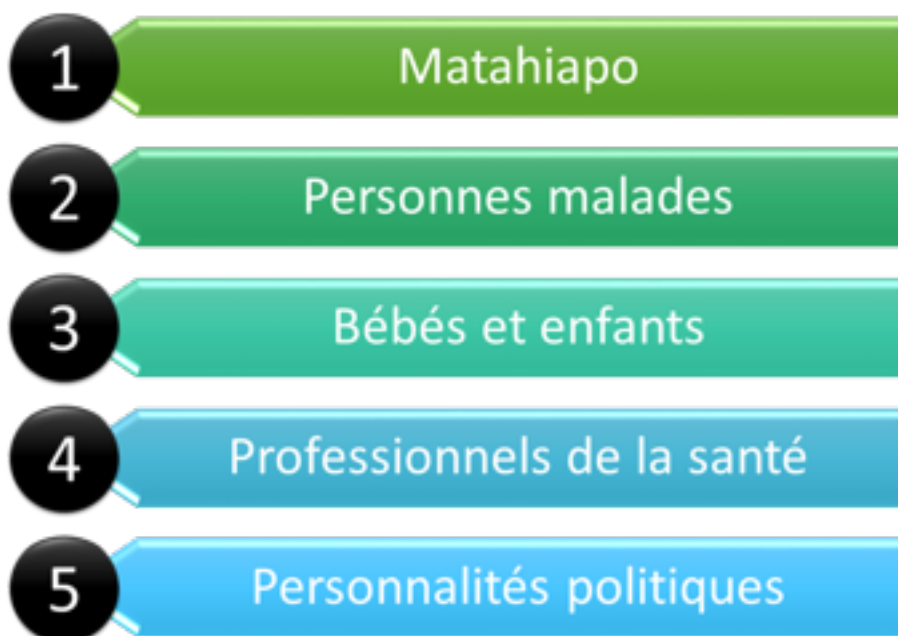 1 Matahiapo
2 Personnes malades
3 Bébés et enfants
4 Professionnels de la santé
5 Personnalités politiques